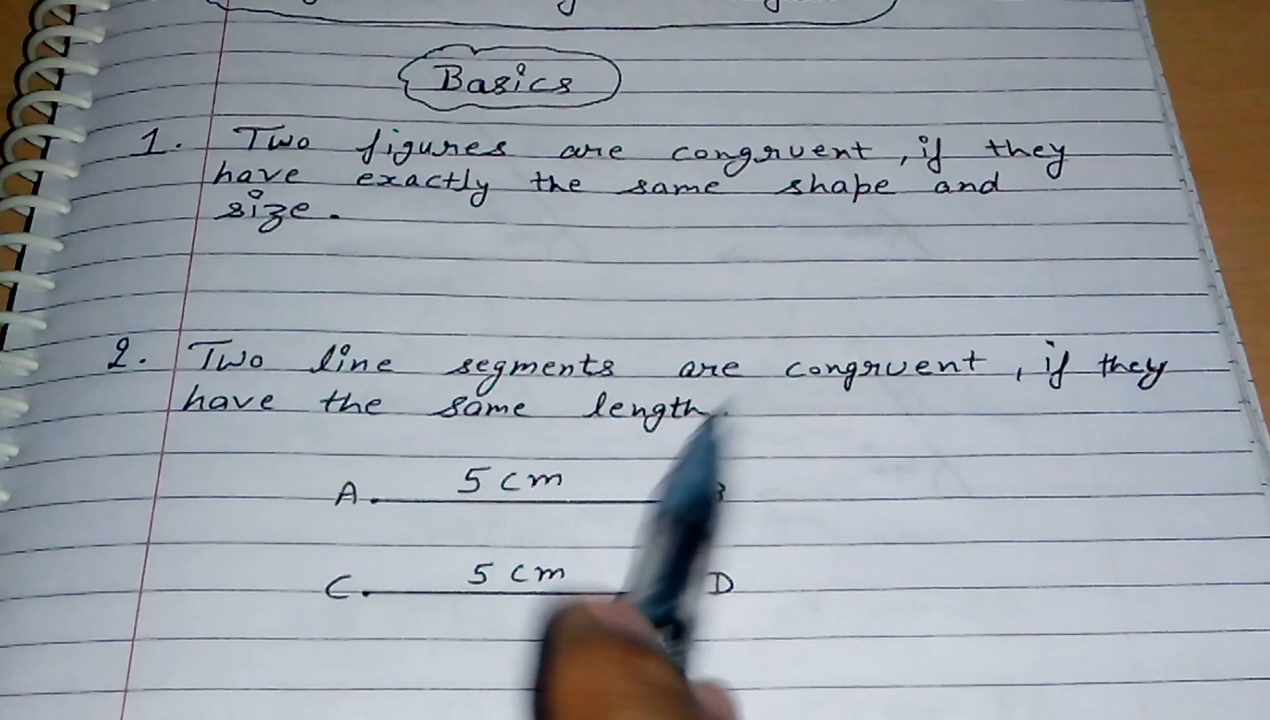 Basics
1. Two figures are congruent, if they
have exactly the same shape and
size.
2. Two line segments are congruent, if they
have the same length.
A 5 cm
C 5 cm D